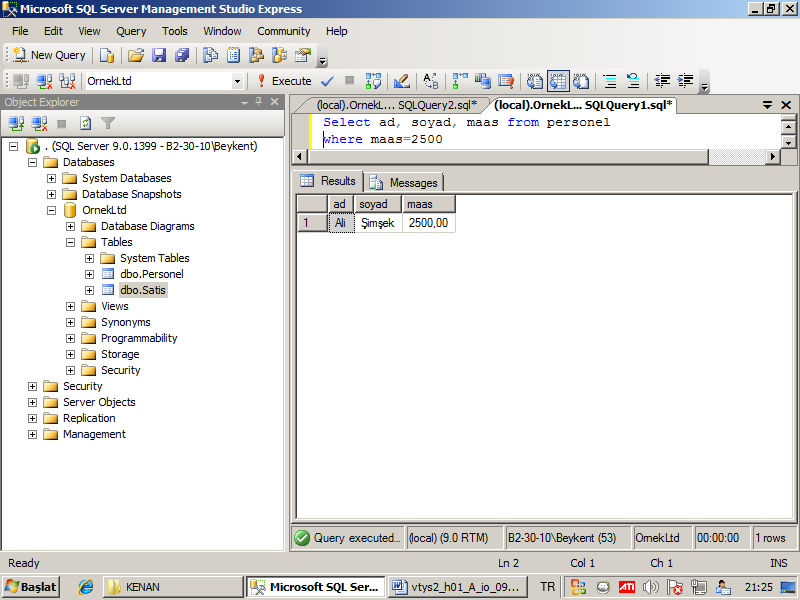 Microsoft SQL Server Management Studio Express
File Edit View Query Tools Window Community Help
New Query
OrnekLtd Execute
Object Explorer
(local).OrnekL... SQLQuery2.sql* (local).OrnekL... SQLQuery1.sql*
Select ad, soyad, maas from personel
where maas=2500
. (SQL Server 9.0.1399 - B2-30-10\Beykent)
Databases
System Databases
Database Snapshots
OrnekLtd
Database Diagrams
Tables
System Tables
dbo.Personel
dbo.Satis
Views
Synonyms
Programmability
Storage
Security
Security
Server Objects
Replication
Management
Results Messages
ad soyad maas
1 Ali Şimşek 2500,00
Query executed... (local) (9.0 RTM) B2-30-10\Beykent (53) OrnekLtd 00:00:00 1 rows
Ready Ln 2 Col 1 Ch 1 INS
Başlat KENAN Microsoft SQL Ser... vtys2_h01_A_io_09... TR ATI 21:25